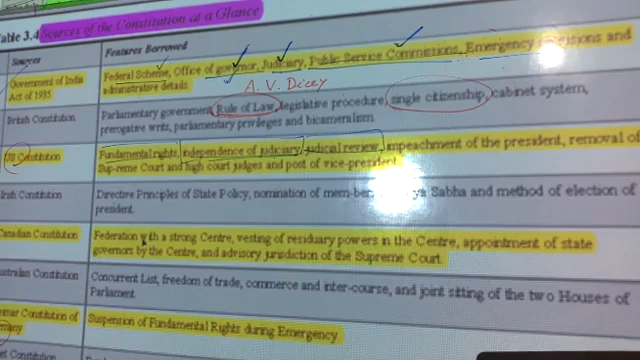 Table 3.4 Sources of the Constitution at a Glance
Sources
Features Borrowed
Government of India
Act of 1935
Federal Scheme, Office of governor, Judiciary, Public Service Commissions, Emergency provisions and
administrative details
A. V. Dicey
British Constitution
Parliamentary government, Rule of Law, legislative procedure, single citizenship, cabinet system,
prerogative writs, parliamentary privileges and bicameralism.
US Constitution
Fundamental rights, independence of judiciary, judicial review, impeachment of the president, removal of
Sup-reme Court and high court judges and post of vice-president.
Irish Constitution
Directive Principles of State Policy, nomination of mem-bers Sabha and method of election of
president.
Canadian Constitution
Federation with a strong Centre, vesting of residuary powers in the Centre, appointment of state
governors by the Centre, and advisory jurisdiction of the Supreme Court.
Australian Constitution
Concurrent List, freedom of trade, commerce and inter-course, and joint sitting of the two Houses of
Parliament.
Constitution of
Suspension of Fundamental Rights during Emergency.
Constitution